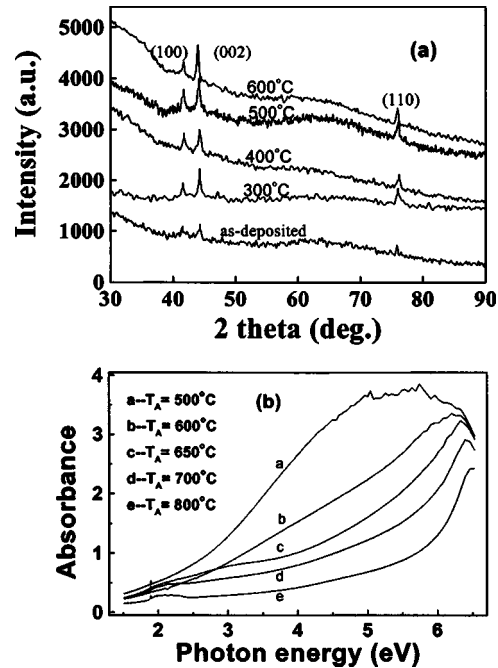 (a)
5000
4000
3000
2000
1000
0
Intensity (a.u.)
(100)
(002)
(110)
600°C
500°C
400°C
300°C
as-deposited
30 40 50 60 70 80 90
2 theta (deg.)
(b)
4
3
2
1
0
Absorbance
a--T_A= 500°C
b--T_A= 600°C
c--T_A= 650°C
d--T_A= 700°C
e--T_A= 800°C
a
b
c
d
e
2 3 4 5 6
Photon energy (eV)